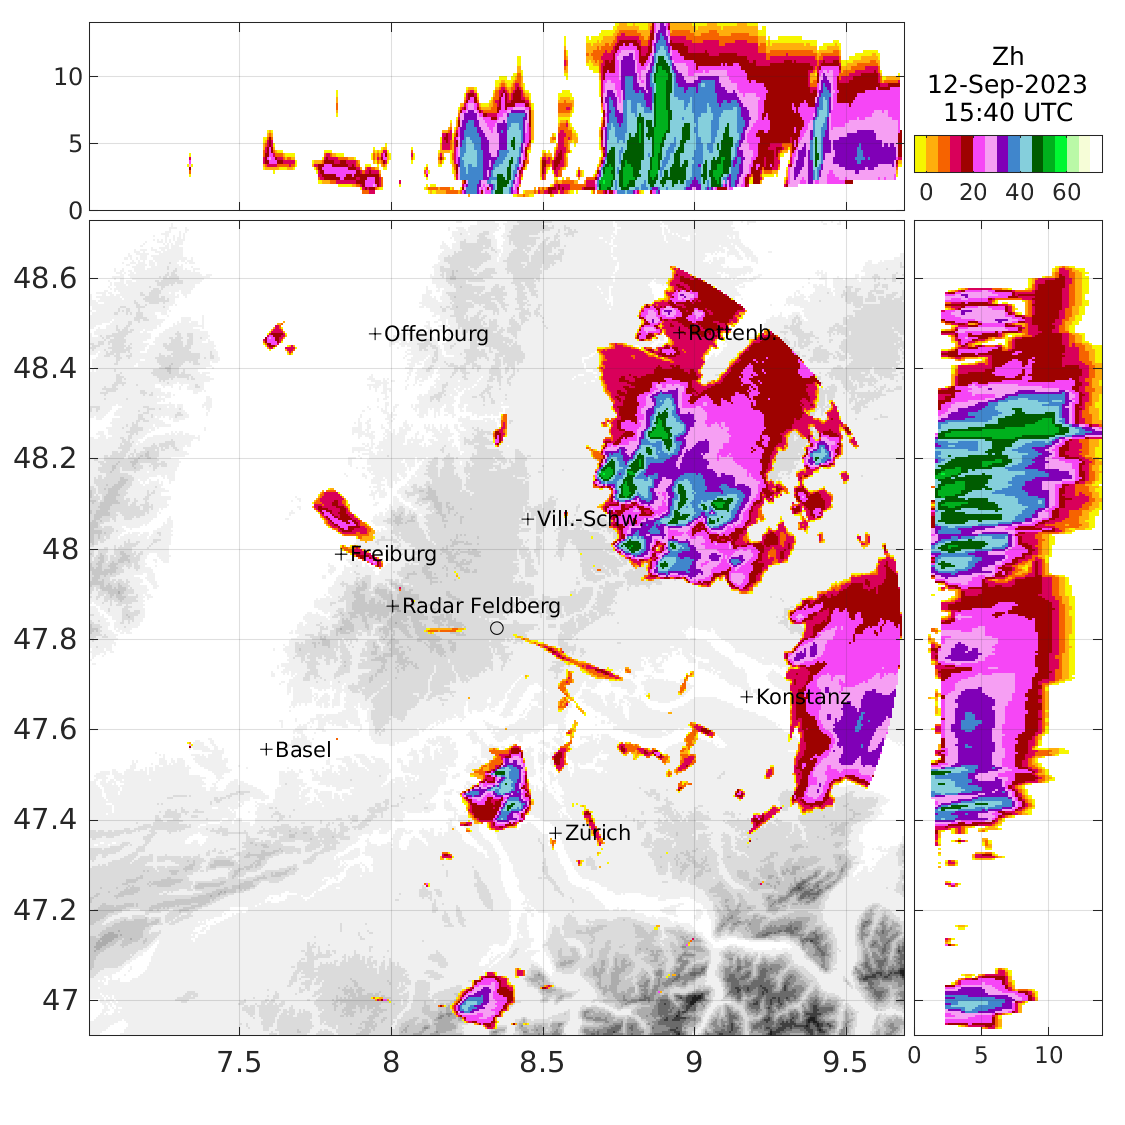 10
5
0
Zh
12-Sep-2023
15:40 UTC
0 20 40 60
48.6
48.4
48.2
48
47.8
47.6
47.4
47.2
47
+Offenburg
+Rottenb.
+Vill.-Schw
+Freiburg
+Radar Feldberg
+Konstanz
+Basel
+Zürich
7.5 8 8.5 9 9.5
0 5 10